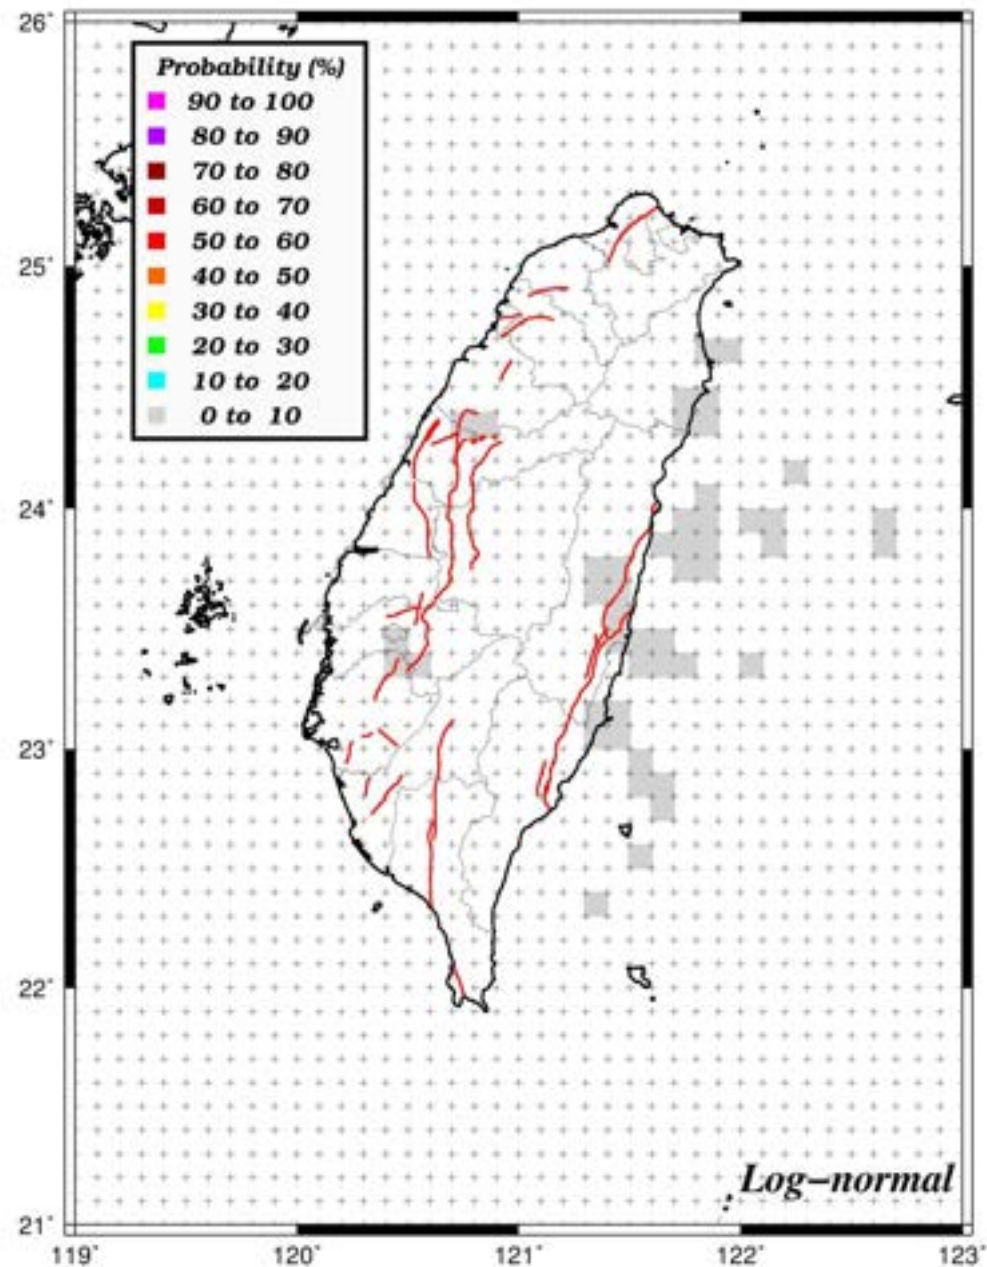 26°
Probability (%)
90 to 100
80 to 90
70 to 80
60 to 70
50 to 60
40 to 50
30 to 40
20 to 30
10 to 20
0 to 10
25°
24°
23°
22°
Log-normal
21°
119° 120° 121° 122° 123°